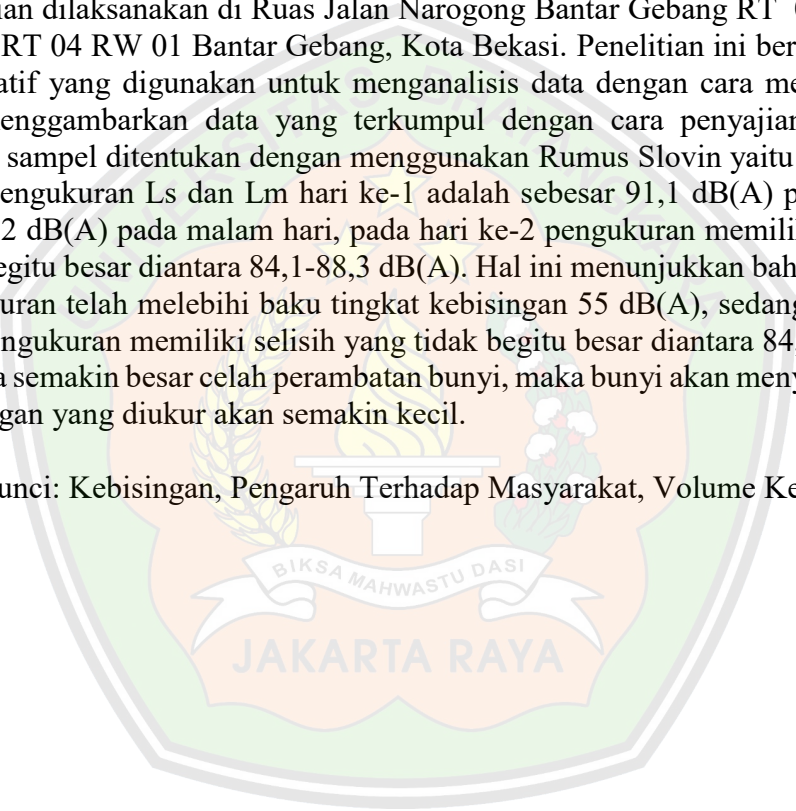 ian dilaksanakan di Ruas Jalan Narogong Bantar Gebang RT
RT 04 RW 01 Bantar Gebang, Kota Bekasi. Penelitian ini ber
atif yang digunakan untuk menganalisis data dengan cara me
enggambarkan data yang terkumpul dengan cara penyajian
sampel ditentukan dengan menggunakan Rumus Slovin yaitu
engukuran Ls dan Lm hari ke-1 adalah sebesar 91,1 dB(A) p
2 dB(A) pada malam hari, pada hari ke-2 pengukuran memilik
egitu besar diantara 84,1-88,3 dB(A). Hal ini menunjukkan bah
uran telah melebihi baku tingkat kebisingan 55 dB(A), sedang
ngukuran memiliki selisih yang tidak begitu besar diantara 84,
a semakin besar celah perambatan bunyi, maka bunyi akan meny
gan yang diukur akan semakin kecil.
unci: Kebisingan, Pengaruh Terhadap Masyarakat, Volume Ke
UNIVERSITAS BHAYANGKARA
BIKSA MAHWASTU DASI
JAKARTA RAYA